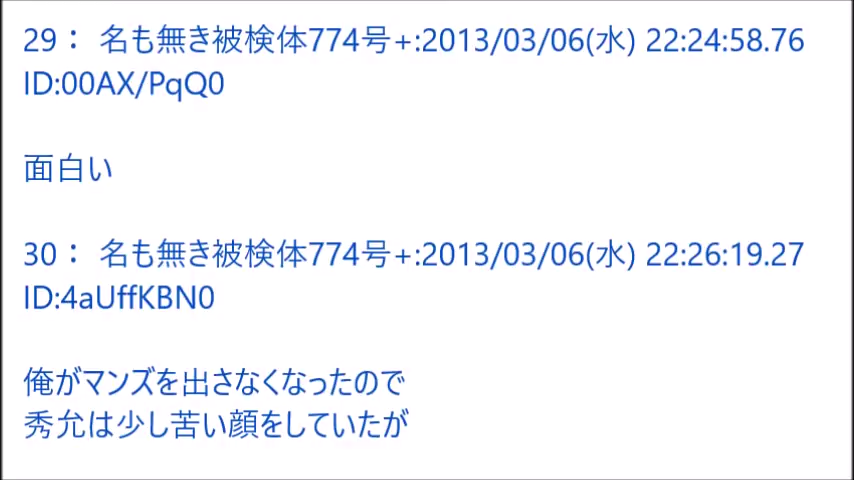 29： 名も無き被検体774号+:2013/03/06(水) 22:24:58.76
ID:00AX/PqQ0
面白い
30： 名も無き被検体774号+:2013/03/06(水) 22:26:19.27
ID:4aUffKBN0
俺がマンズを出さなくなったので
秀允は少し苦い顔をしていたが